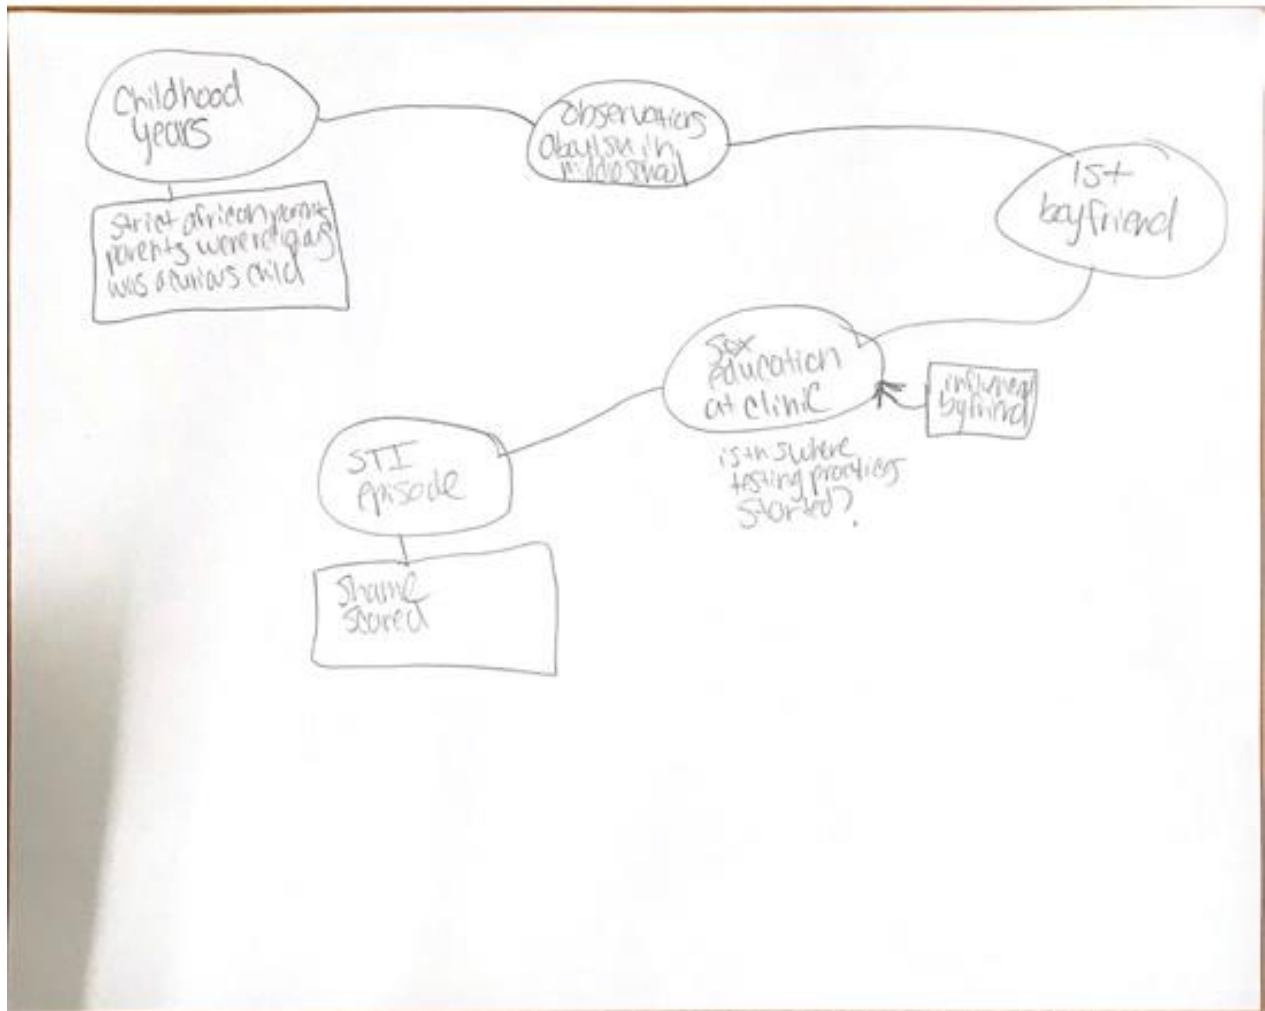 Childhood
years
strict african parents
parents were religious
was a curious child
observations
about sex in
middle school
1st
boyfriend
Sex
education
at clinic
influenced
by friend
is this where
testing practices
started?
STI
episode
Shame
scared